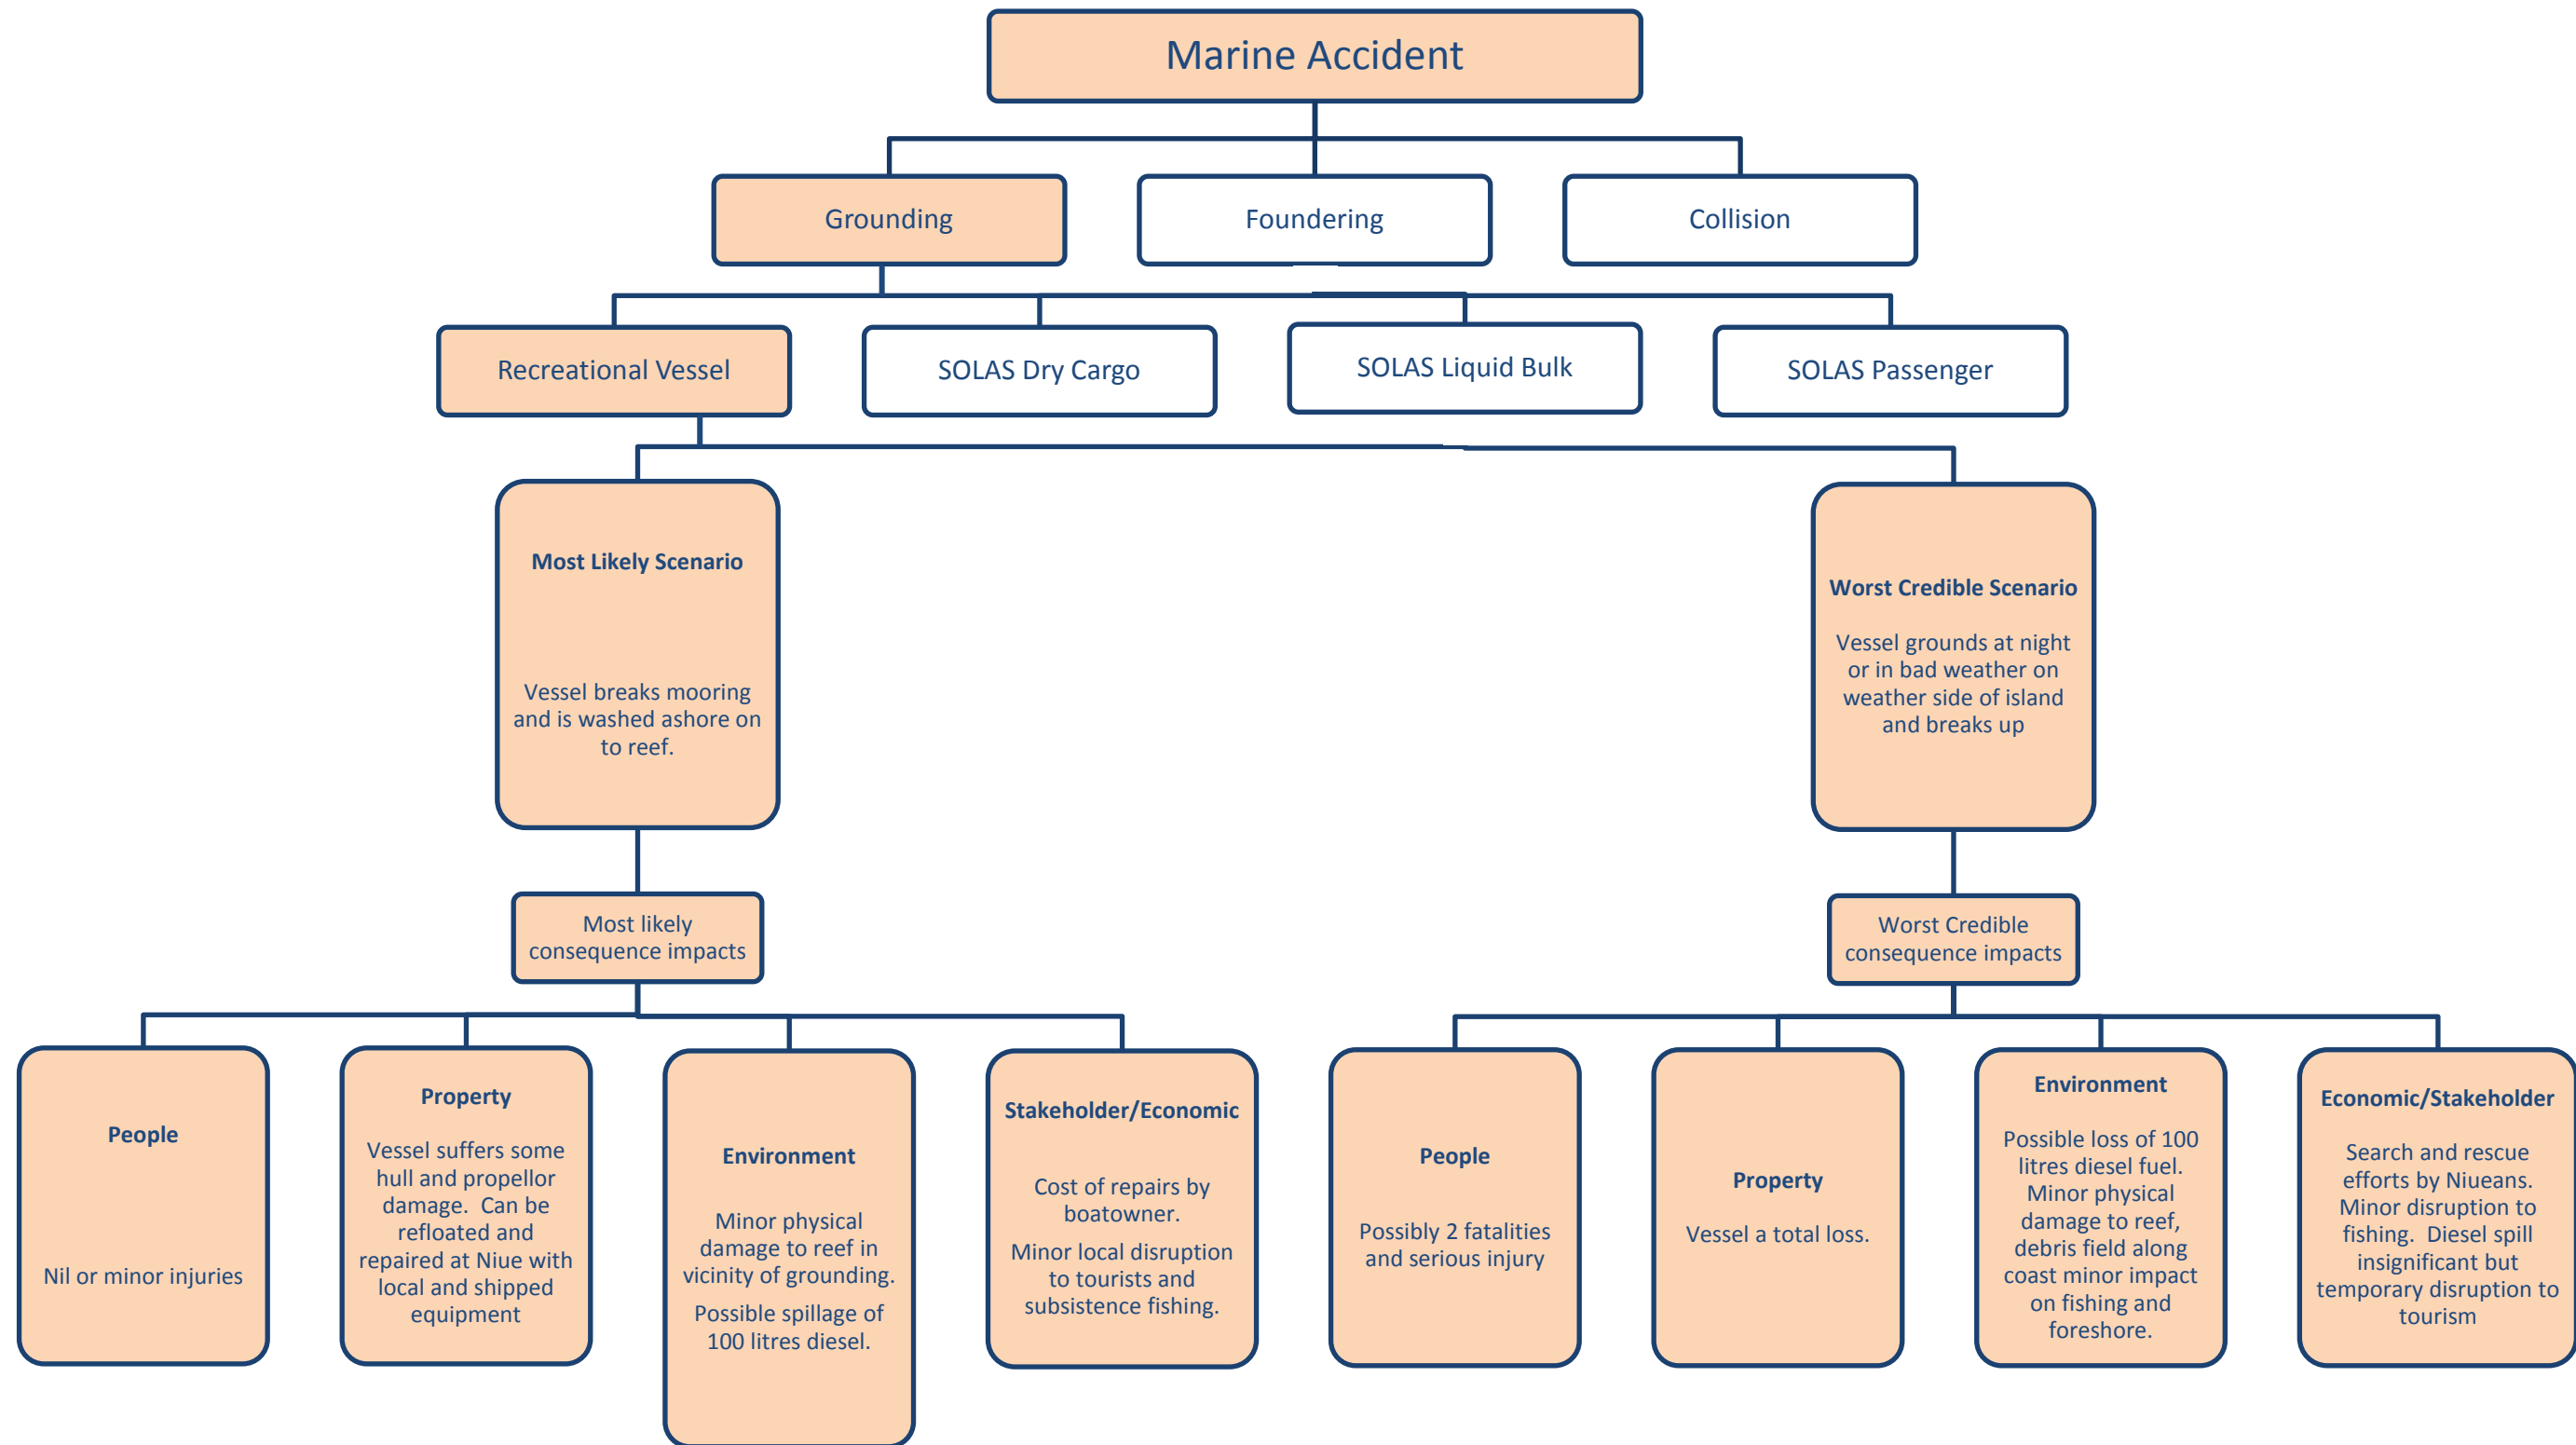 Marine Accident
Grounding
Foundering
Collision
Recreational Vessel
SOLAS Dry Cargo
SOLAS Liquid Bulk
SOLAS Passenger
Most Likely Scenario
Vessel breaks mooring
and is washed ashore on
to reef.
Worst Credible Scenario
Vessel grounds at night
or in bad weather on
weather side of island
and breaks up
Most likely
consequence impacts
Worst Credible
consequence impacts
People
Nil or minor injuries
Property
Vessel suffers some
hull and propellor
damage.  Can be
refloated and
repaired at Niue with
local and shipped
equipment
Environment
Minor physical
damage to reef in
vicinity of grounding.
Possible spillage of
100 litres diesel.
Stakeholder/Economic
Cost of repairs by
boatowner.
Minor local disruption
to tourists and
subsistence fishing.
People
Possibly 2 fatalities
and serious injury
Property
Vessel a total loss.
Environment
Possible loss of 100
litres diesel fuel.
Minor physical
damage to reef,
debris field along
coast minor impact
on fishing and
foreshore.
Economic/Stakeholder
Search and rescue
efforts by Niueans.
Minor disruption to
fishing.  Diesel spill
insignificant but
temporary disruption to
tourism